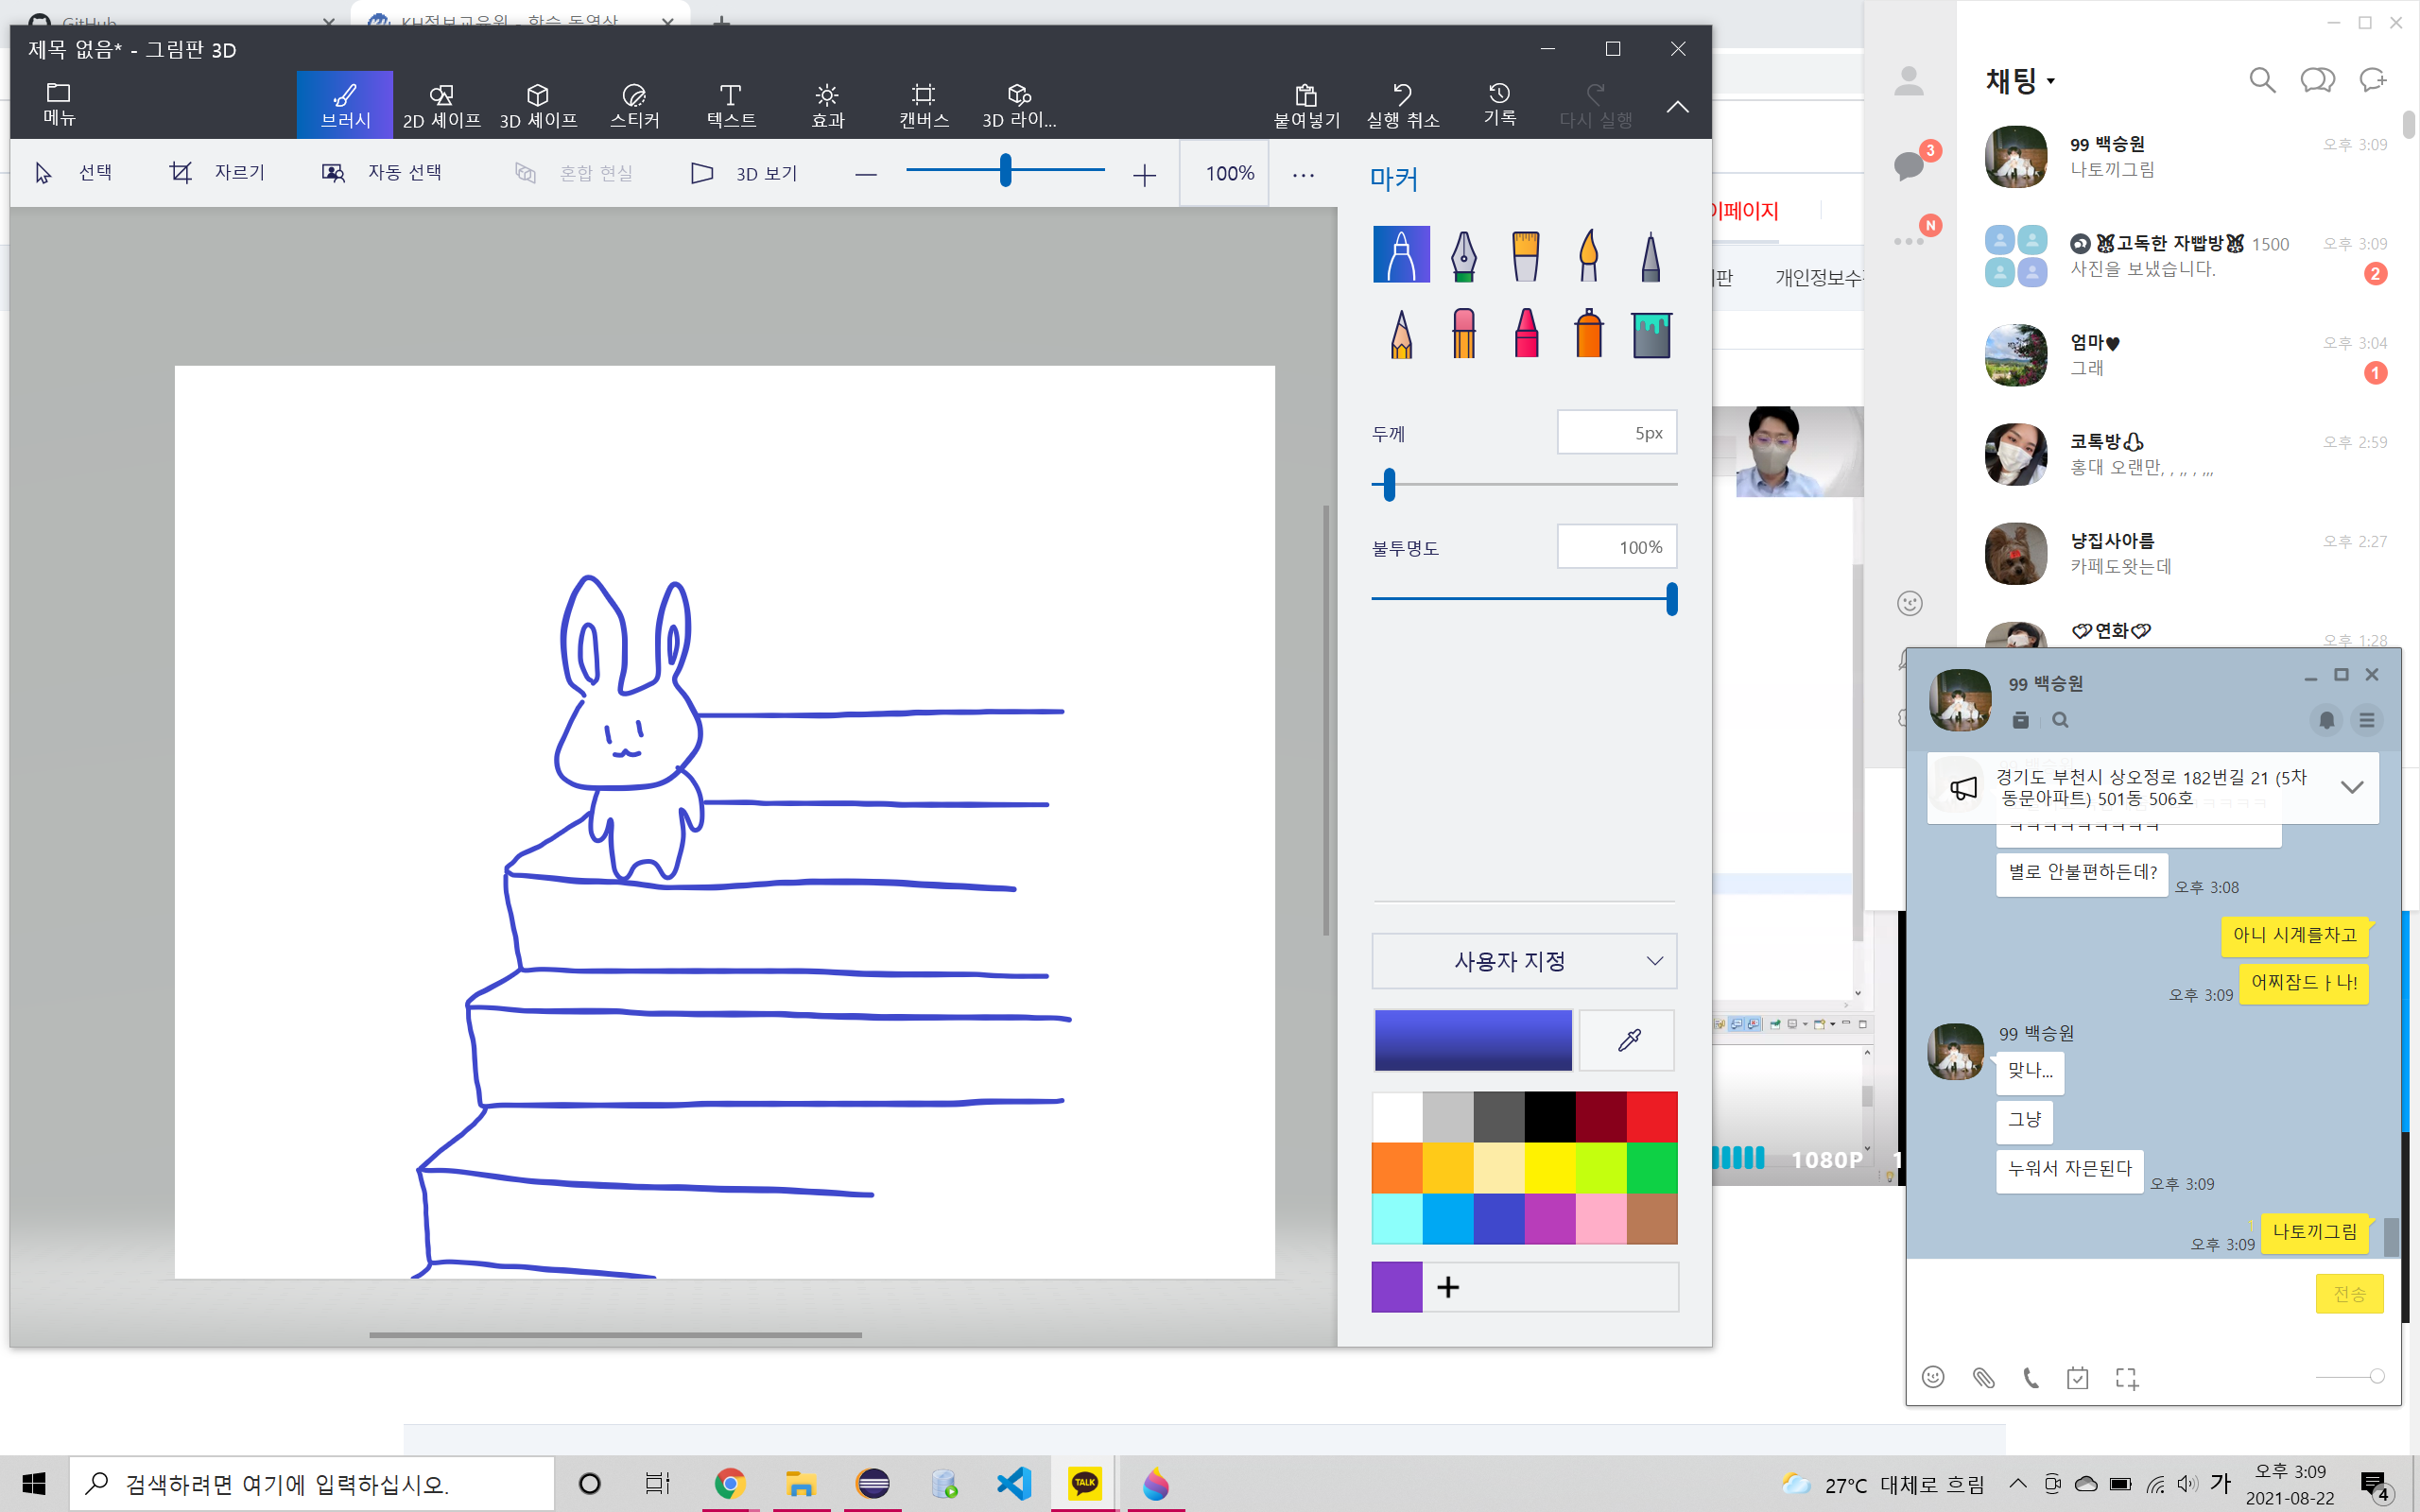 GitHub
KH정보교육원 - 학습 동영상
제목 없음* - 그림판 3D
메뉴
브러시
2D 셰이프
3D 셰이프
스티커
텍스트
효과
캔버스
3D 라이...
붙여넣기
실행 취소
기록
다시 실행
선택
자르기
자동 선택
혼합 현실
3D 보기
100%
마커
두께
5px
불투명도
100%
사용자 지정
이페이지
개인정보수
1080P
채팅
3
N
99 백승원
오후 3:09
나토끼그림
고독한 자빱방 1500
오후 3:09
사진을 보냈습니다.
2
엄마♥
오후 3:04
그래
1
코톡방
오후 2:59
홍대 오랜만, , ,, , ,,,
냥집사아름
오후 2:27
카페도왓는데
연화
오후 1:28
99 백승원
경기도 부천시 상오정로 182번길 21 (5차
동문아파트) 501동 506호
별로 안불편하든데?
오후 3:08
아니 시계를차고
어찌잠드ㅏ나!
오후 3:09
99 백승원
맞나...
그냥
누워서 자믄된다
오후 3:09
나토끼그림
1
오후 3:09
전송
검색하려면 여기에 입력하십시오.
TALK
27°C 대체로 흐림
가
오후 3:09
2021-08-22
4